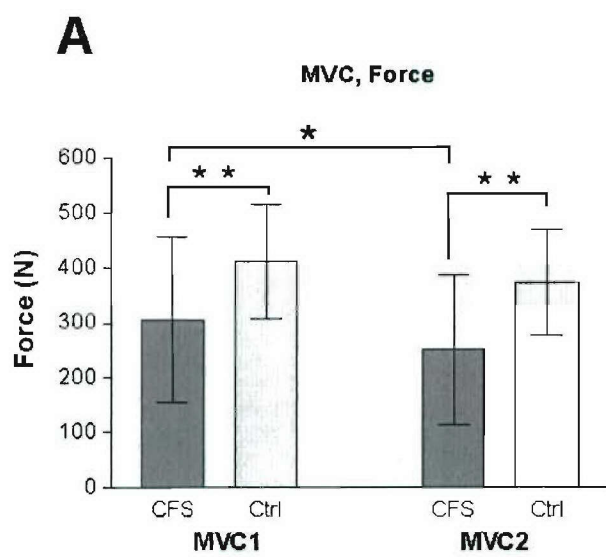 A
MVC, Force
*
* *
* *
600
500
400
300
200
100
0
Force (N)
CFS Ctrl CFS Ctrl
MVC1 MVC2